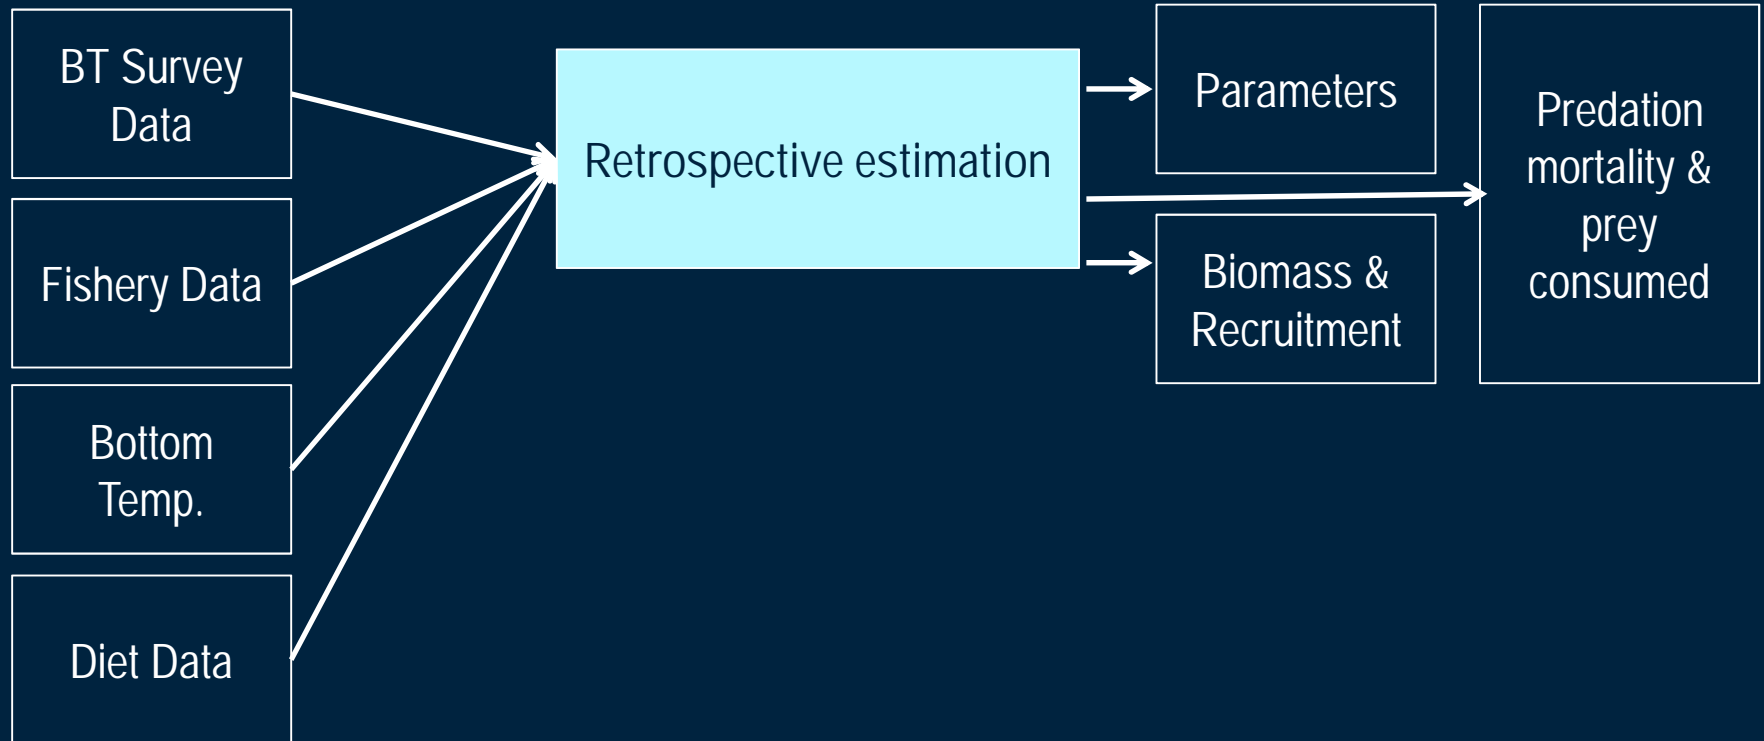 BT Survey
Data
Fishery Data
Bottom
Temp.
Diet Data
Retrospective estimation
Parameters
Biomass &
Recruitment
Predation
mortality &
prey
consumed